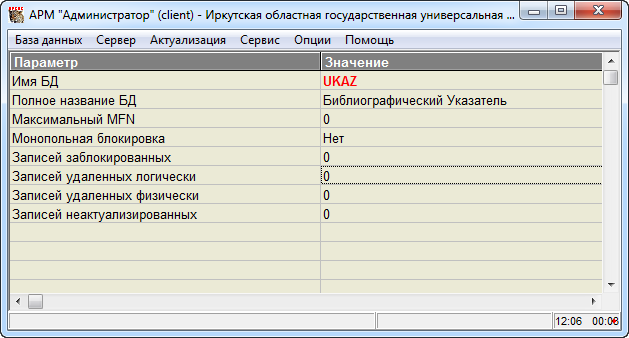 АРМ "Администратор" (client) - Иркутская областная государственная универсальная ...
База данных Сервер Актуализация Сервис Опции Помощь
Параметр Значение
Имя БД UKAZ
Полное название БД Библиографический Указатель
Максимальный MFN 0
Монопольная блокировка Нет
Записей заблокированных 0
Записей удаленных логически 0
Записей удаленных физически 0
Записей неактуализированных 0
12:06